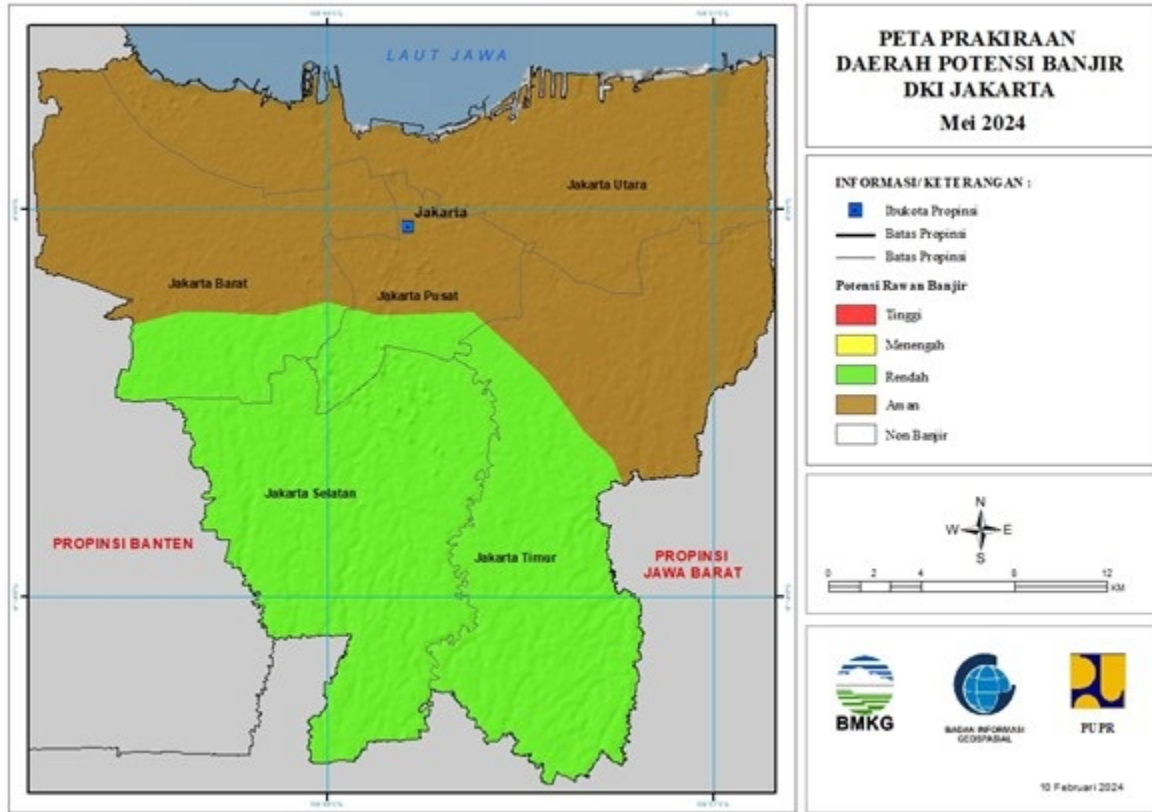 LAUT JAWA
Jakarta Utara
Jakarta
Jakarta Barat
Jakarta Pusat
Jakarta Selatan
PROPINSI BANTEN
Jakarta Timur
PROPINSI
JAWA BARAT
PETA PRAKIRAAN
DAERAH POTENSI BANJIR
DKI JAKARTA
Mei 2024
INFORMASI/KETERANGAN :
Ibukota Propinsi
Batas Propinsi
Batas Propinsi
Potensi Rawan Banjir
Tinggi
Menengah
Rendah
Aman
Non Banjir
N
W E
S
0 2 4 8 12
KM
BMKG
BADAN INFORMASI
GEOSPASIAL
PUPR
10 Februari 2024